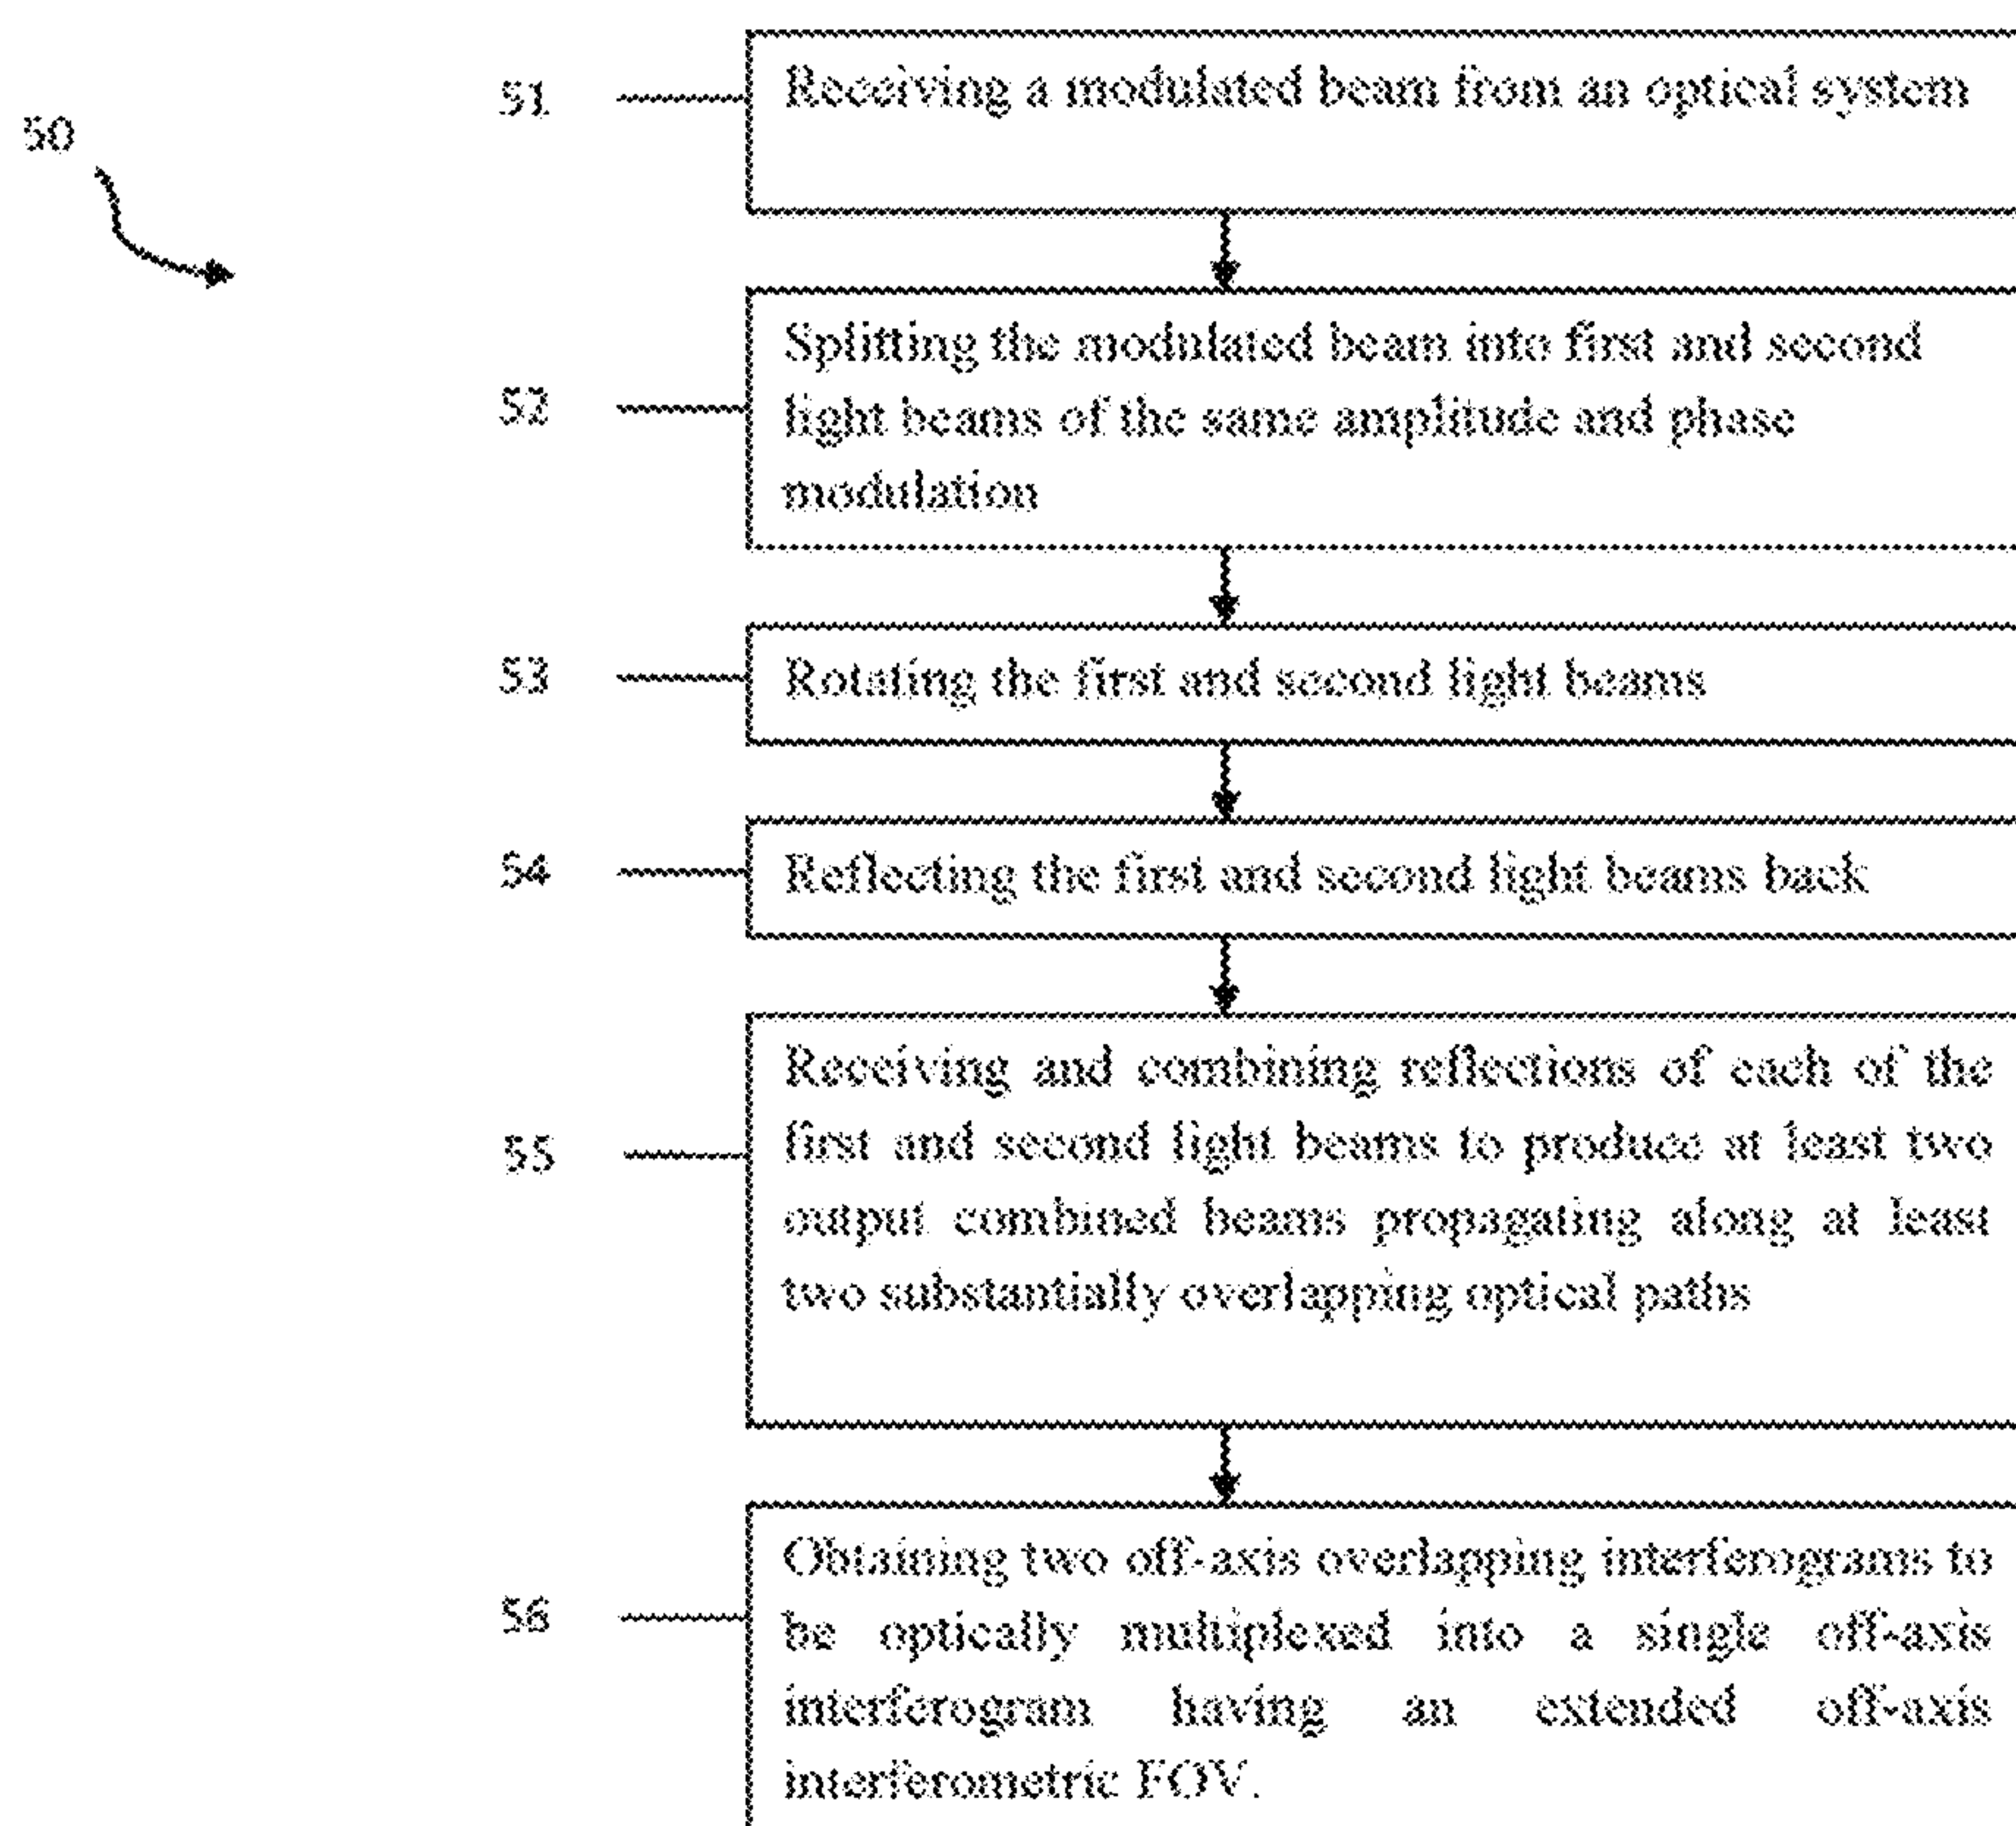 50
51
Receiving a modulated beam from an optical system
52
Splitting the modulated beam into first and second
light beams of the same amplitude and phase
modulation
53
Rotating the first and second light beams
54
Reflecting the first and second light beams back
55
Receiving and combining reflections of each of the
first and second light beams to produce at least two
output combined beams propagating along at least
two substantially overlapping optical paths
56
Obtaining two off-axis overlapping interferograms to
be optically multiplexed into a single off-axis
interferogram having an extended off-axis
interferometric FOV.